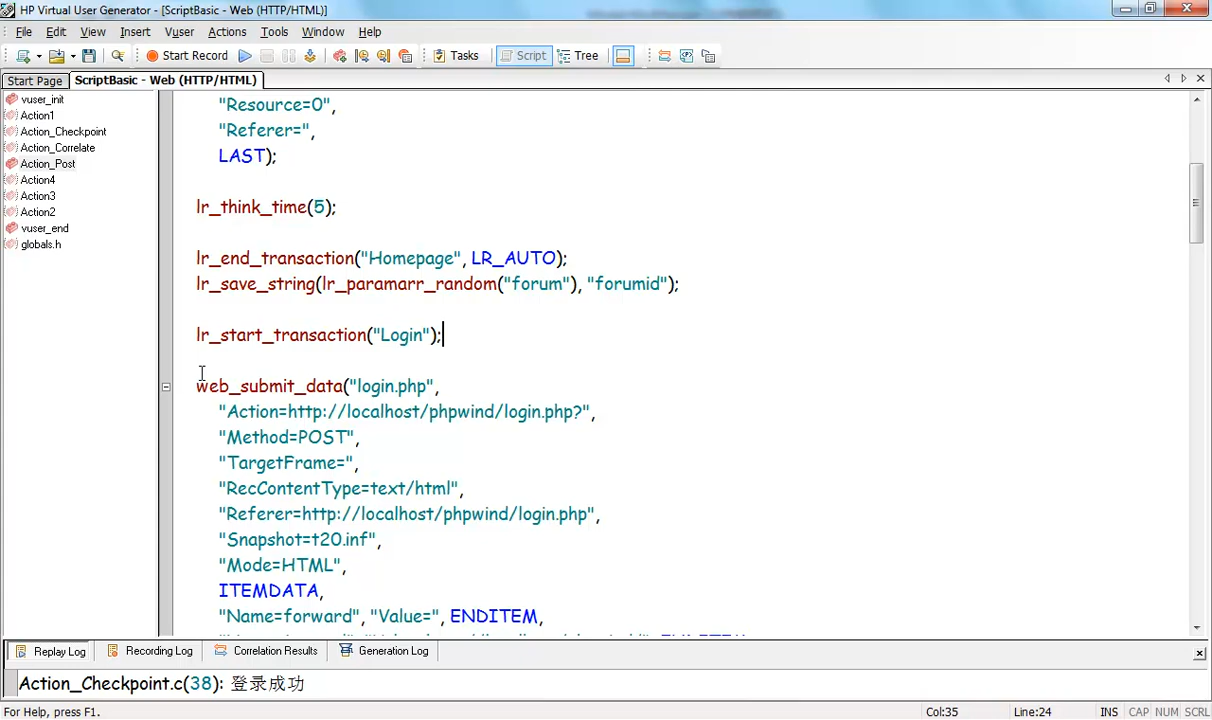 HP Virtual User Generator - [ScriptBasic - Web (HTTP/HTML)]
File Edit View Insert Vuser Actions Tools Window Help
Start Record Tasks Script Tree
Start Page ScriptBasic - Web (HTTP/HTML)
vuser_init
Action1
Action_Checkpoint
Action_Correlate
Action_Post
Action4
Action3
Action2
vuser_end
globals.h
"Resource=0",
"Referer=",
LAST);
lr_think_time(5);
lr_end_transaction("Homepage", LR_AUTO);
lr_save_string(lr_paramarr_random("forum"), "forumid");
lr_start_transaction("Login");
web_submit_data("login.php",
"Action=http://localhost/phpwind/login.php?",
"Method=POST",
"TargetFrame=",
"RecContentType=text/html",
"Referer=http://localhost/phpwind/login.php",
"Snapshot=t20.inf",
"Mode=HTML",
ITEMDATA,
"Name=forward", "Value=", ENDITEM,
Replay Log Recording Log Correlation Results Generation Log
Action_Checkpoint.c(38): 登录成功
For Help, press F1. Col:35 Line:24 INS CAP NUM SCRL